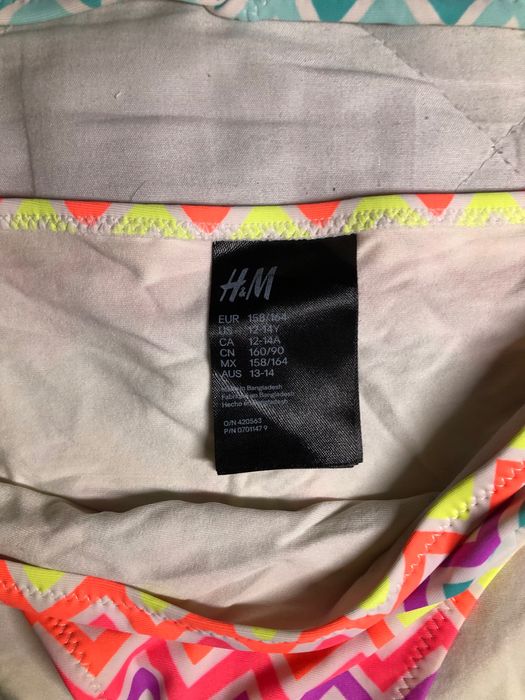 H&M
EUR 158/164
US 12-14Y
CA 12-14A
CN 160/90
MX 158/164
AUS 13-14
Made in Bangladesh
Fabriqué au Bangladesh
Hecho en Bangladesh
O/N 420563
P/N 0701147 9